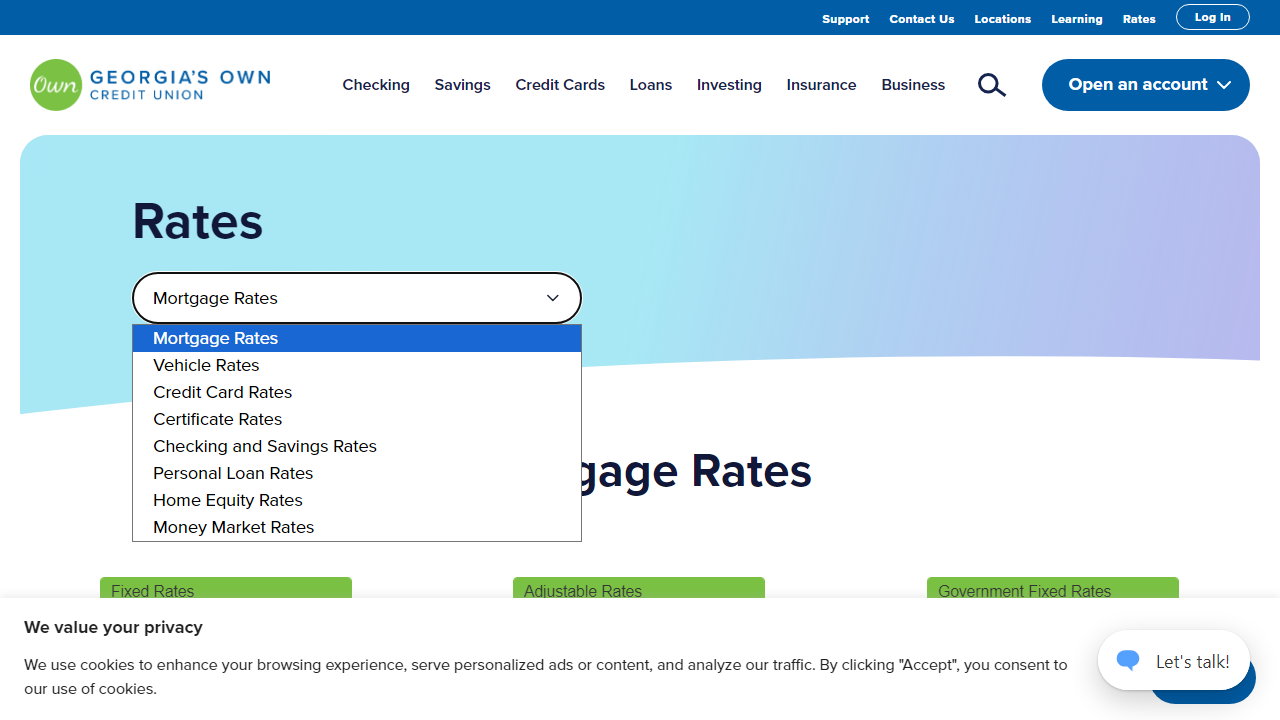 Support Contact Us Locations Learning Rates Log In
Own GEORGIA'S OWN
CREDIT UNION
Checking Savings Credit Cards Loans Investing Insurance Business Open an account
Rates
Mortgage Rates
Mortgage Rates
Vehicle Rates
Credit Card Rates
Certificate Rates
Checking and Savings Rates
Personal Loan Rates
Home Equity Rates
Money Market Rates
gage Rates
Fixed Rates Adjustable Rates Government Fixed Rates
We value your privacy
We use cookies to enhance your browsing experience, serve personalized ads or content, and analyze our traffic. By clicking "Accept", you consent to
our use of cookies.
Let's talk!